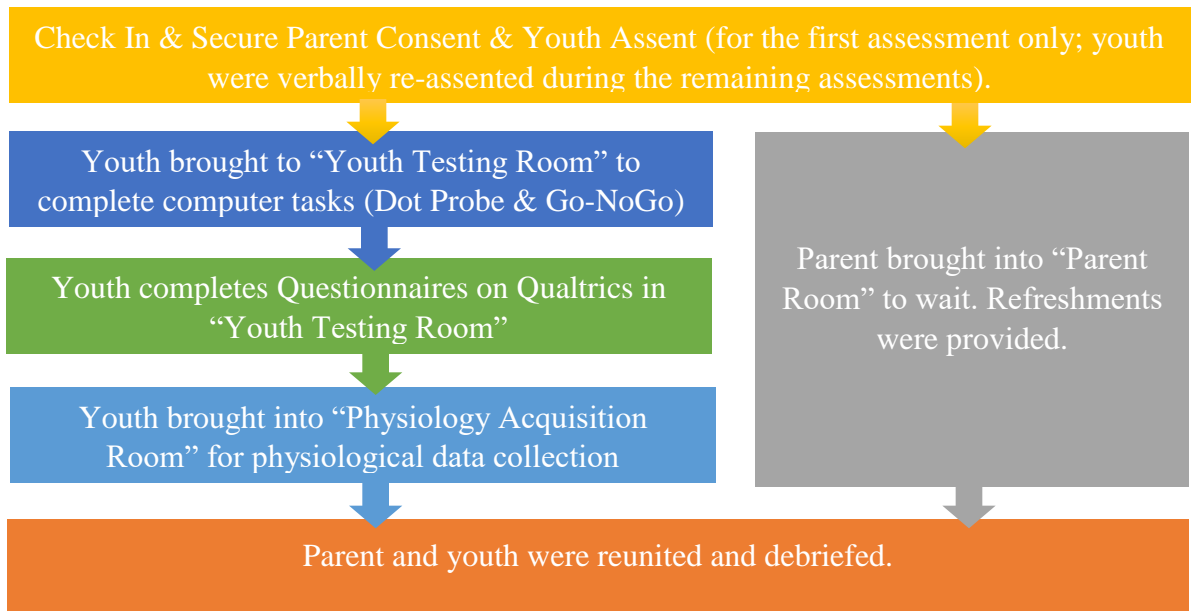 Check In & Secure Parent Consent & Youth Assent (for the first assessment only; youth
were verbally re-assented during the remaining assessments).
Youth brought to “Youth Testing Room” to
complete computer tasks (Dot Probe & Go-NoGo)
Youth completes Questionnaires on Qualtrics in
“Youth Testing Room”
Youth brought into “Physiology Acquisition
Room” for physiological data collection
Parent brought into “Parent
Room” to wait. Refreshments
were provided.
Parent and youth were reunited and debriefed.